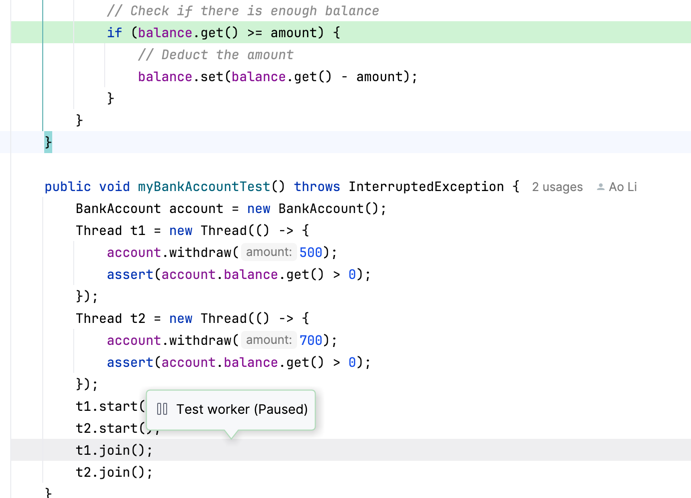 // Check if there is enough balance
if (balance.get() >= amount) {
// Deduct the amount
balance.set(balance.get() - amount);
}
}
}
public void myBankAccountTest() throws InterruptedException { 2 usages Ao Li
BankAccount account = new BankAccount();
Thread t1 = new Thread(() -> {
account.withdraw( amount: 500);
assert(account.balance.get() > 0);
});
Thread t2 = new Thread(() -> {
account.withdraw( amount: 700);
assert(account.balance.get() > 0);
});
t1.start(
Test worker (Paused)
t2.start();
t1.join();
t2.join();
}